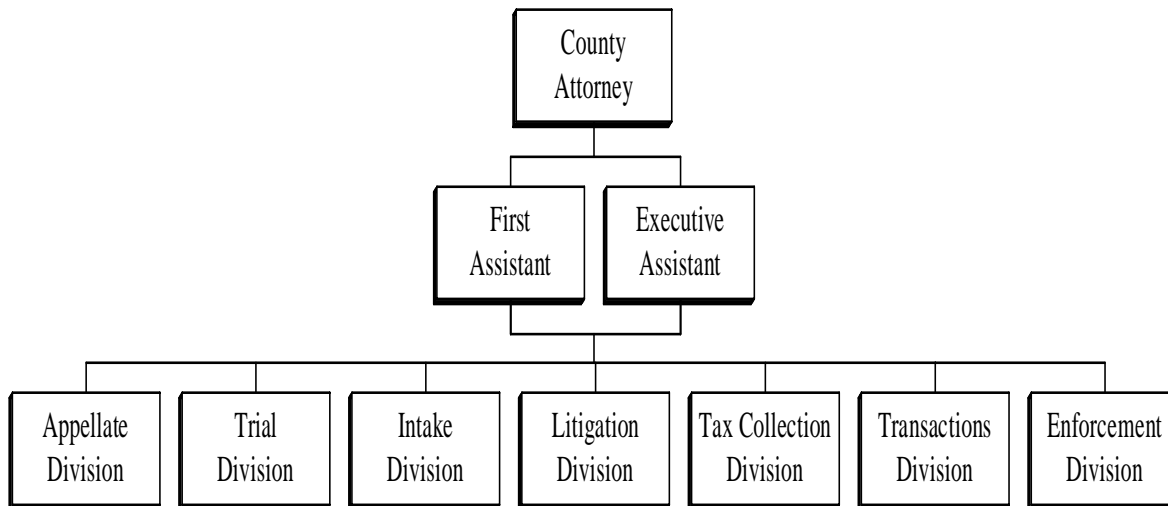 County
Attorney
First
Assistant
Executive
Assistant
Appellate
Division
Trial
Division
Intake
Division
Litigation
Division
Tax Collection
Division
Transactions
Division
Enforcement
Division